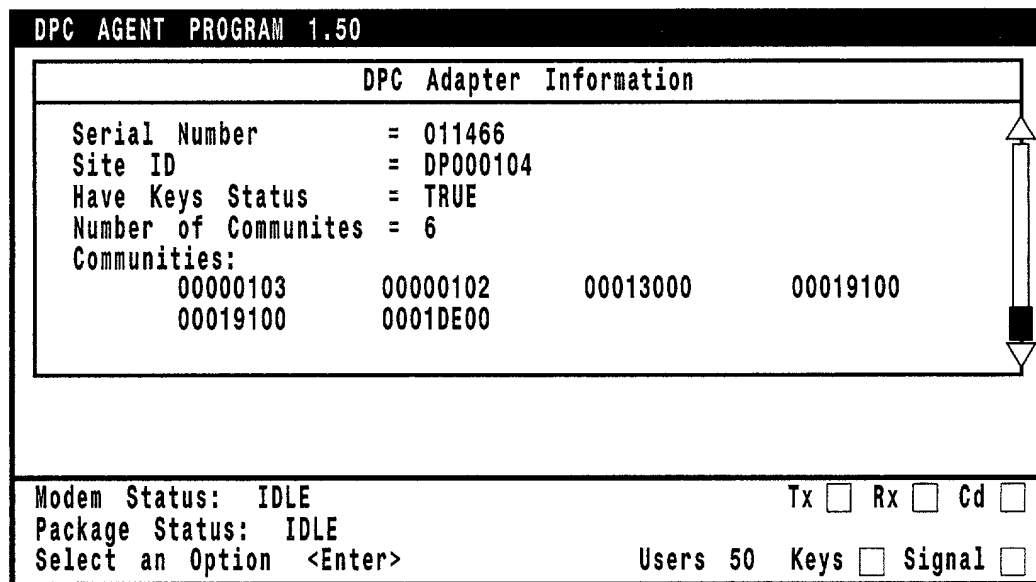 DPC AGENT PROGRAM 1.50
DPC Adapter Information
Serial Number = 011466
Site ID = DP000104
Have Keys Status = TRUE
Number of Communites = 6
Communities:
00000103 00000102 00013000 00019100
00019100 0001DE00
Modem Status: IDLE Tx Rx Cd
Package Status: IDLE
Select an Option <Enter> Users 50 Keys Signal